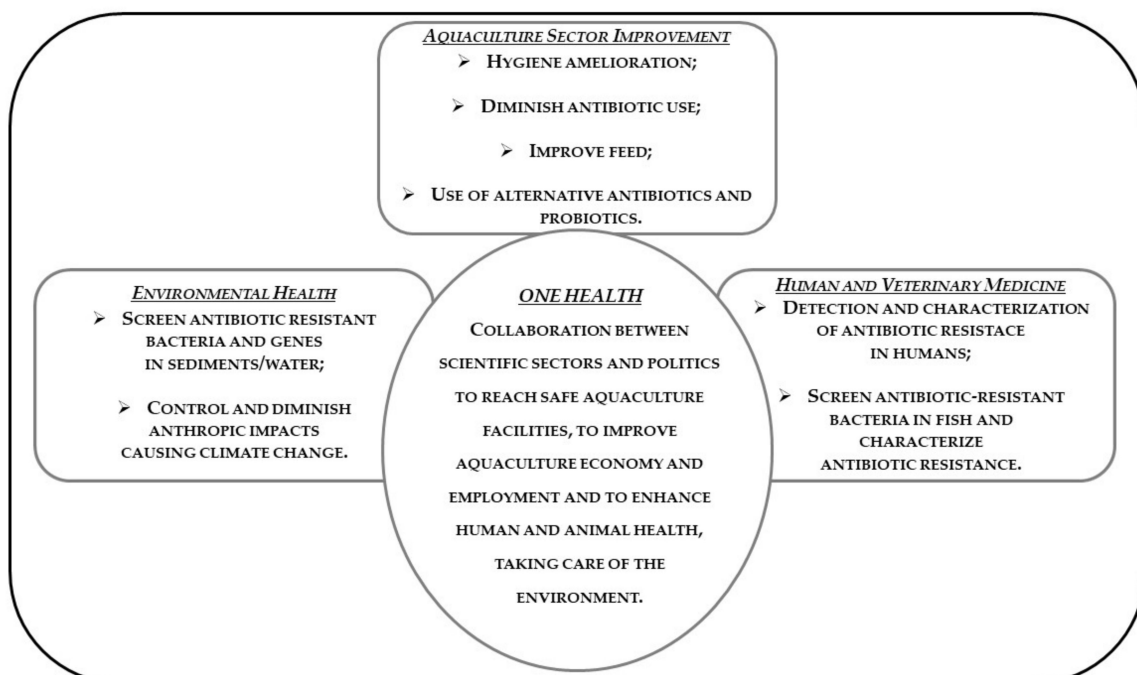 Aquaculture Sector Improvement
➢ Hygiene amelioration;
➢ Diminish antibiotic use;
➢ Improve feed;
➢ Use of alternative antibiotics and
probiotics.
Environmental Health
➢ Screen antibiotic resistant
bacteria and genes
in sediments/water;
➢ Control and diminish
anthropic impacts
causing climate change.
ONE HEALTH
Collaboration between
scientific sectors and politics
to reach safe aquaculture
facilities, to improve
aquaculture economy and
employment and to enhance
human and animal health,
taking care of the
environment.
Human and Veterinary Medicine
➢ Detection and characterization
of antibiotic resistace
in humans;
➢ Screen antibiotic-resistant
bacteria in fish and
characterize
antibiotic resistance.